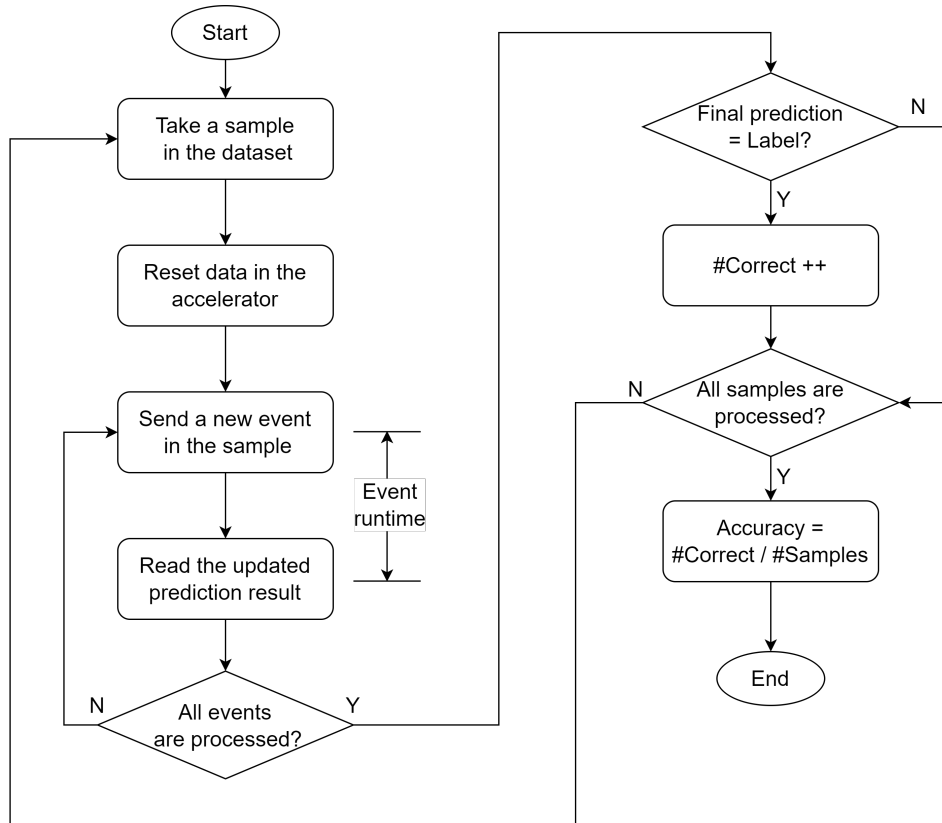 Start
Take a sample
in the dataset
Reset data in the
accelerator
Send a new event
in the sample
Event
runtime
Read the updated
prediction result
N
Y
All events
are processed?
Final prediction
= Label?
N
Y
#Correct ++
N
All samples are
processed?
Y
Accuracy =
#Correct / #Samples
End